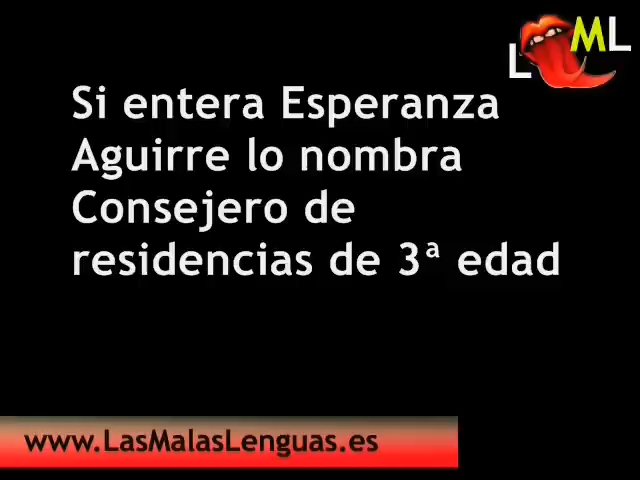 LML
Si entera Esperanza
Aguirre lo nombra
Consejero de
residencias de 3ª edad
www.LasMalasLenguas.es